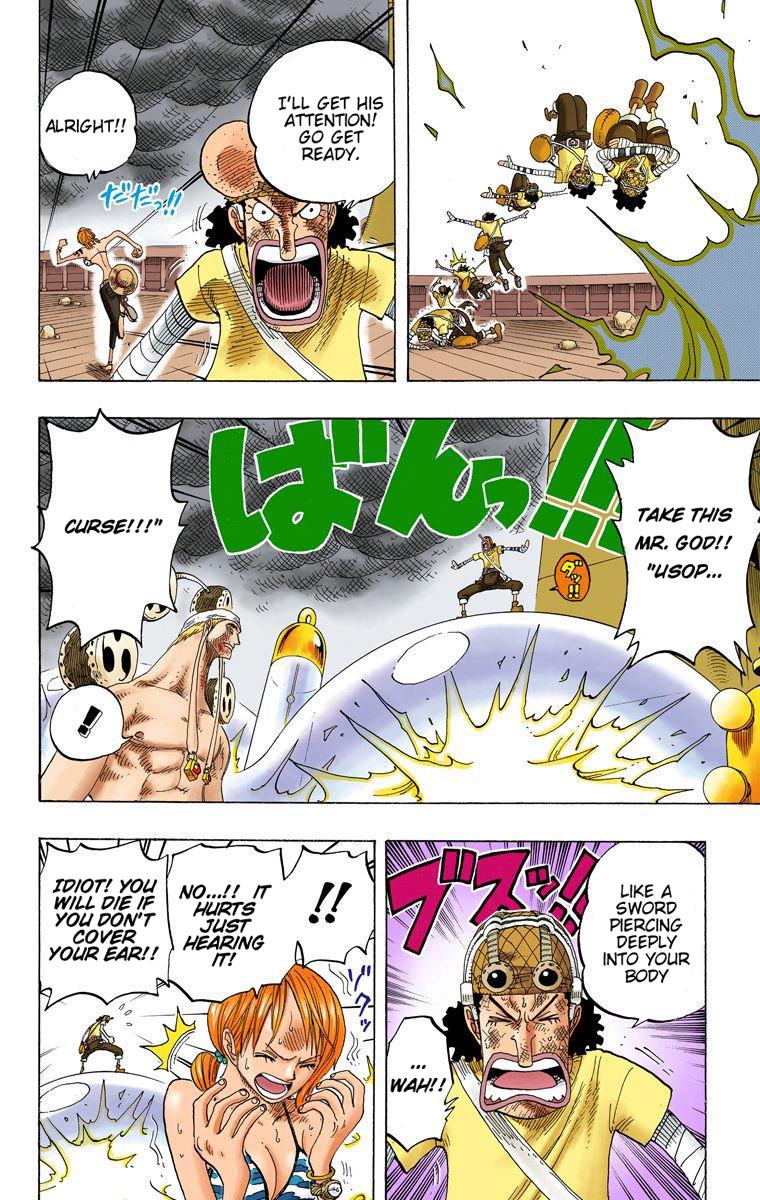 I'LL GET HIS
ATTENTION!
GO GET
READY.
ALRIGHT!!
だだっ!!
TAKE THIS
MR. GOD!!
"USOP...
ばんっ!!
ダッ!!
CURSE!!!"
!
LIKE A
SWORD
PIERCING
DEEPLY
INTO YOUR
BODY
ブスッ!!
...
WAH!!
!!
NO...!! IT
HURTS
JUST
HEARING
IT!
ゾクッ
IDIOT! YOU
WILL DIE IF
YOU DON'T
COVER
YOUR EAR!!